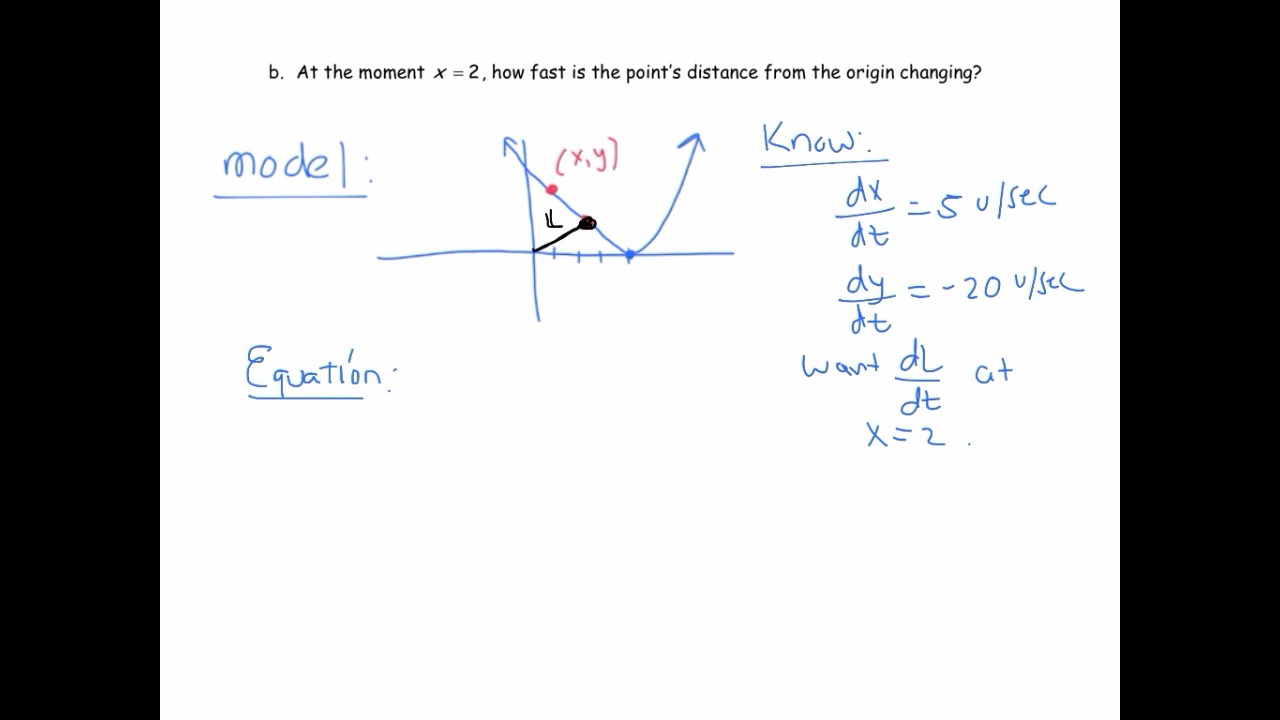 b. At the moment x = 2, how fast is the point's distance from the origin changing?
model:
(x,y)
L
Know:
dx/dt = 5 u/sec
dy/dt = -20 u/sec
want dL/dt at
x = 2 .
Equation: